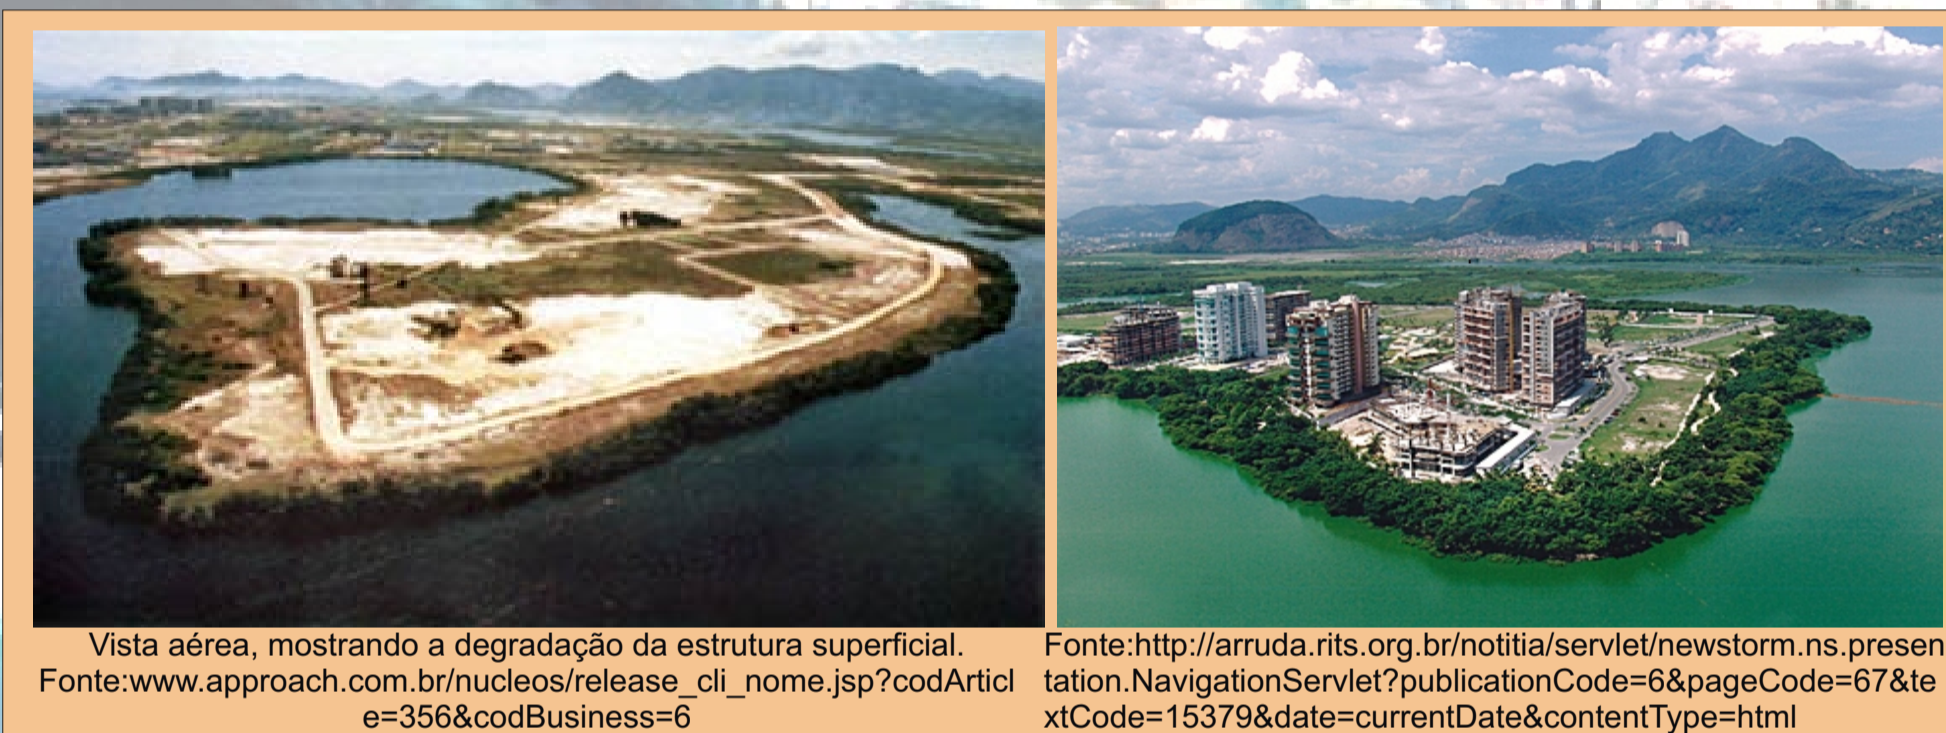 Vista aérea, mostrando a degradação da estrutura superficial.
Fonte:www.approach.com.br/nucleos/release_cli_nome.jsp?codArticl
e=356&codBusiness=6
Fonte:http://arruda.rits.org.br/notitia/servlet/newstorm.ns.presen
tation.NavigationServlet?publicationCode=6&pageCode=67&te
xtCode=15379&date=currentDate&contentType=html